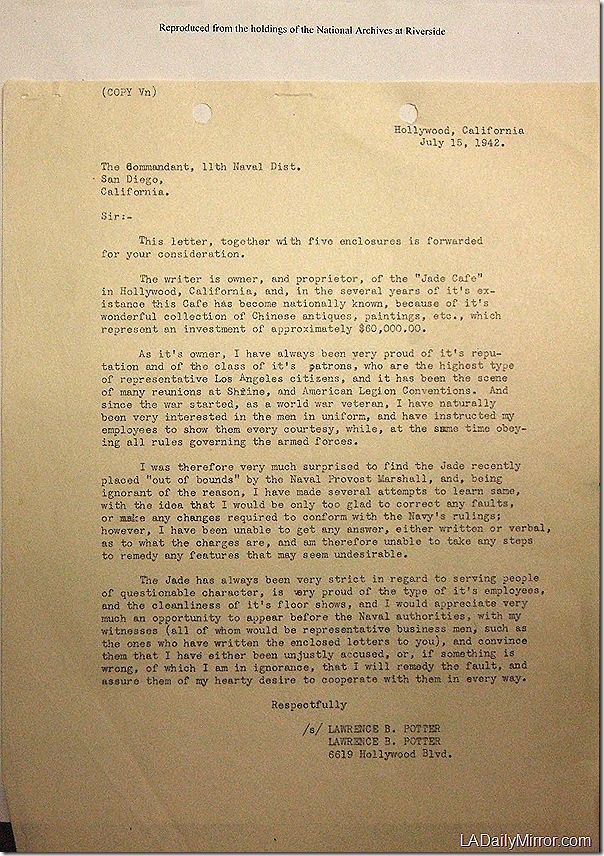 Reproduced from the holdings of the National Archives at Riverside
(COPY Vn)
Hollywood, California
July 15, 1942.
The Commandant, 11th Naval Dist.
San Diego,
California.
Sir:-
This letter, together with five enclosures is forwarded
for your consideration.
The writer is owner, and proprietor, of the "Jade Cafe"
in Hollywood, California, and, in the several years of it's ex-
istance this Cafe has become nationally known, because of it's
wonderful collection of Chinese antiques, paintings, etc., which
represent an investment of approximately $60,000.00.
As it's owner, I have always been very proud of it's repu-
tation and of the class of it's patrons, who are the highest type
of representative Los Angeles citizens, and it has been the scene
of many reunions at Shrine, and American Legion Conventions. And
since the war started, as a world war veteran, I have naturally
been very interested in the men in uniform, and have instructed my
employees to show them every courtesy, while, at the same time obey-
ing all rules governing the armed forces.
I was therefore very much surprised to find the Jade recently
placed "out of bounds" by the Naval Provost Marshall, and, being
ignorant of the reason, I have made several attempts to learn same,
with the idea that I would be only too glad to correct any faults,
or make any changes required to conform with the Navy's rulings;
however, I have been unable to get any answer, either written or verbal,
as to what the charges are, and am therefore unable to take any steps
to remedy any features that may seem undesirable.
The Jade has always been very strict in regard to serving people
of questionable character, is very proud of the type of it's employees,
and the cleanliness of it's floor shows, and I would appreciate very
much an opportunity to appear before the Naval authorities, with my
witnesses (all of whom would be representative business men, such as
the ones who have written the enclosed letters to you), and convince
them that I have either been unjustly accused, or, if something is
wrong, of which I am in ignorance, that I will remedy the fault, and
assure them of my hearty desire to cooperate with them in every way.
Respectfully
/s/ LAWRENCE B. POTTER
LAWRENCE B. POTTER
6619 Hollywood Blvd.
LADailyMirror.com